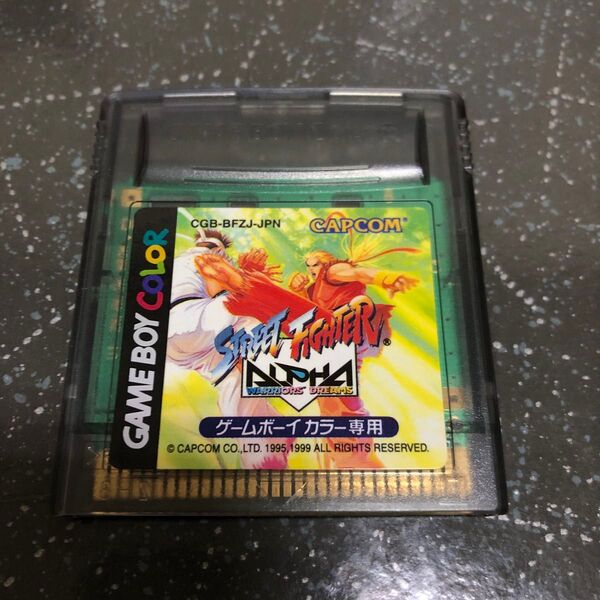 GAME BOY COLOR
CGB-BFZJ-JPN
CAPCOM
STREET FIGHTER®
ALPHA
WARRIORS' DREAMS
ゲームボーイ カラー専用
© CAPCOM CO., LTD. 1995,1999 ALL RIGHTS RESERVED.